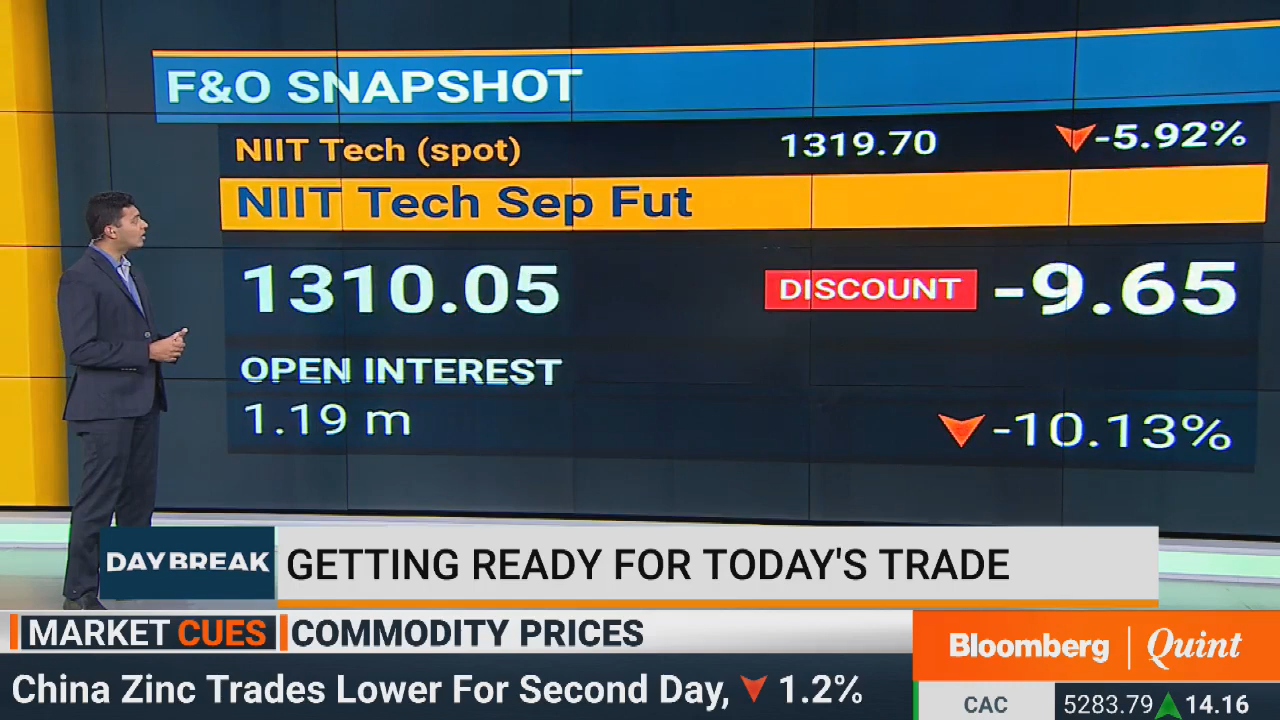 F&O SNAPSHOT
NIIT Tech (spot) 1319.70 -5.92%
NIIT Tech Sep Fut
1310.05 DISCOUNT -9.65
OPEN INTEREST
1.19 m -10.13%
DAYBREAK GETTING READY FOR TODAY'S TRADE
MARKET CUES COMMODITY PRICES
China Zinc Trades Lower For Second Day, 1.2%
Bloomberg | Quint
CAC 5283.79 14.16